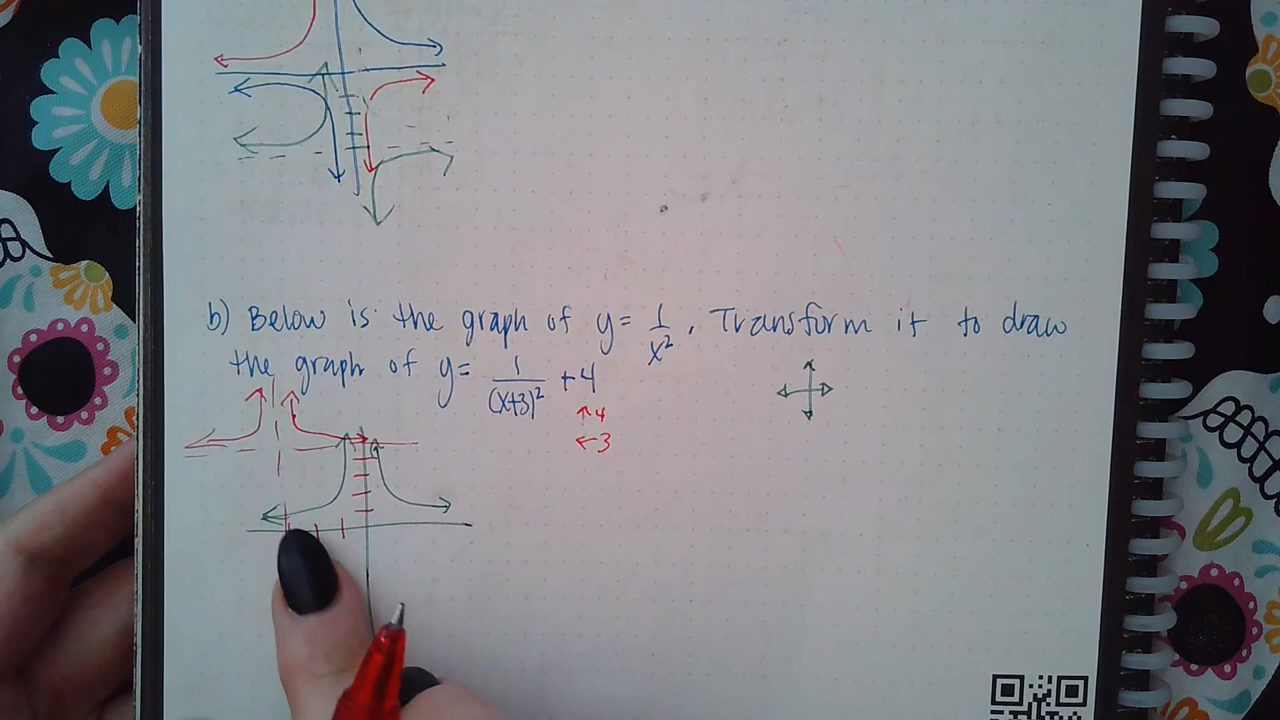 b) Below is the graph of y = 1/x². Transform it to draw
the graph of y = 1/(x+3)² + 4
↑4
←3